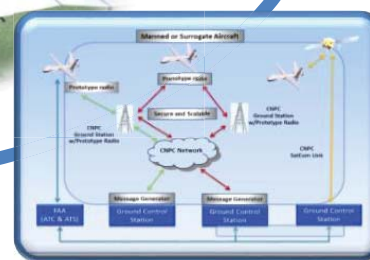 Manned or Surrogate Aircraft
Prototype radio
Prototype radio
Secure and Scalable
CNPC
Ground Station
w/Prototype Radio
CNPC
Ground Station
w/Prototype Radio
CNPC Network
CNPC
SatCom Link
Message Generator
Message Generator
FAA
(ATC & ATS)
Ground Control
Station
Ground Control
Station
Ground Control
Station